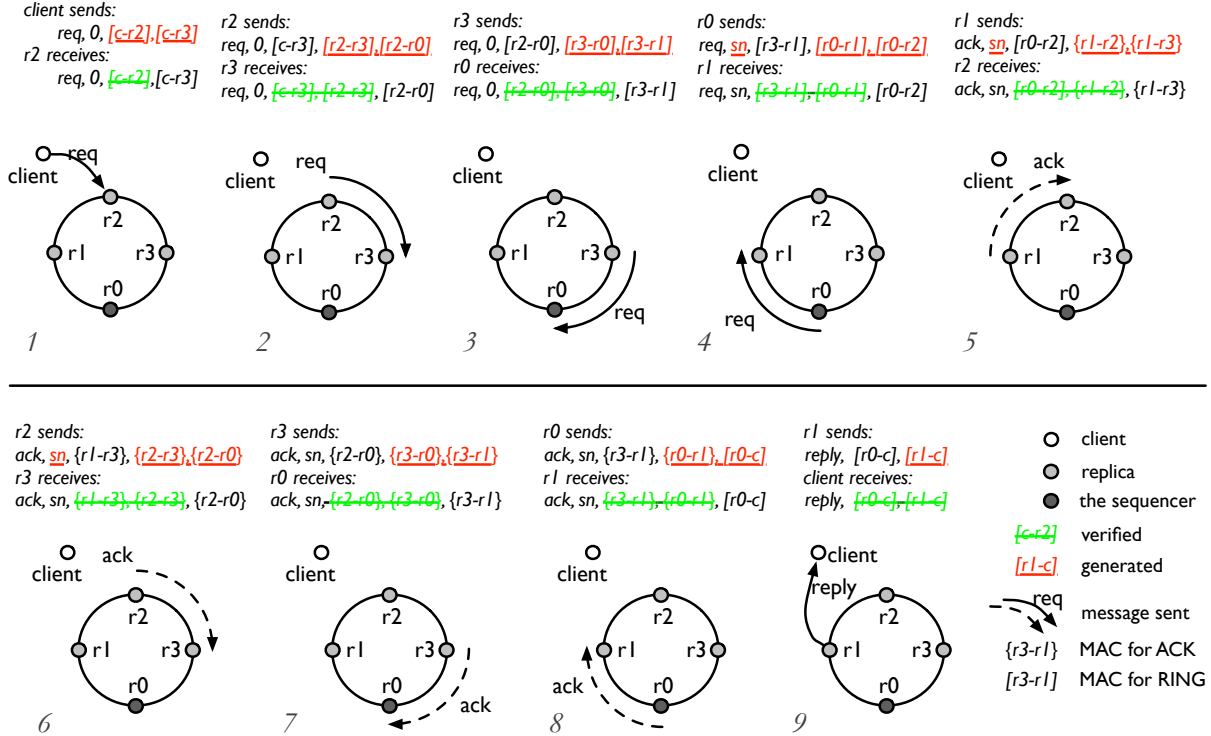 client sends:
req, 0, [c-r2],[c-r3]
r2 receives:
req, 0, [c-r2],[c-r3]
r2 sends:
req, 0, [c-r3], [r2-r3],[r2-r0]
r3 receives:
req, 0, [c-r3], [r2-r3], [r2-r0]
r3 sends:
req, 0, [r2-r0], [r3-r0],[r3-r1]
r0 receives:
req, 0, [r2-r0], [r3-r0], [r3-r1]
r0 sends:
req, sn, [r3-r1], [r0-r1], [r0-r2]
r1 receives:
req, sn, [r3-r1], [r0-r1], [r0-r2]
r1 sends:
ack, sn, [r0-r2], {r1-r2},{r1-r3}
r2 receives:
ack, sn, [r0-r2], {r1-r2}, {r1-r3}
req
client
r2
r1
r3
r0
1
req
client
r2
r1
r3
r0
2
client
r2
r1
r3
r0
req
3
client
r2
r1
r3
r0
req
4
ack
client
r2
r1
r3
r0
5
r2 sends:
ack, sn, {r1-r3}, {r2-r3},{r2-r0}
r3 receives:
ack, sn, {r1-r3}, {r2-r3}, {r2-r0}
r3 sends:
ack, sn, {r2-r0}, {r3-r0},{r3-r1}
r0 receives:
ack, sn, {r2-r0}, {r3-r0}, {r3-r1}
r0 sends:
ack, sn, {r3-r1}, {r0-r1}, [r0-c]
r1 receives:
ack, sn, {r3-r1}, {r0-r1}, [r0-c]
r1 sends:
reply, [r0-c], [r1-c]
client receives:
reply, [r0-c], [r1-c]
ack
client
r2
r1
r3
r0
6
client
r2
r1
r3
r0
ack
7
client
r2
r1
r3
r0
ack
8
client
reply
r2
r1
r3
r0
9
client
replica
the sequencer
[c-r2] verified
[r1-c] generated
req
message sent
{r3-r1} MAC for ACK
[r3-r1] MAC for RING